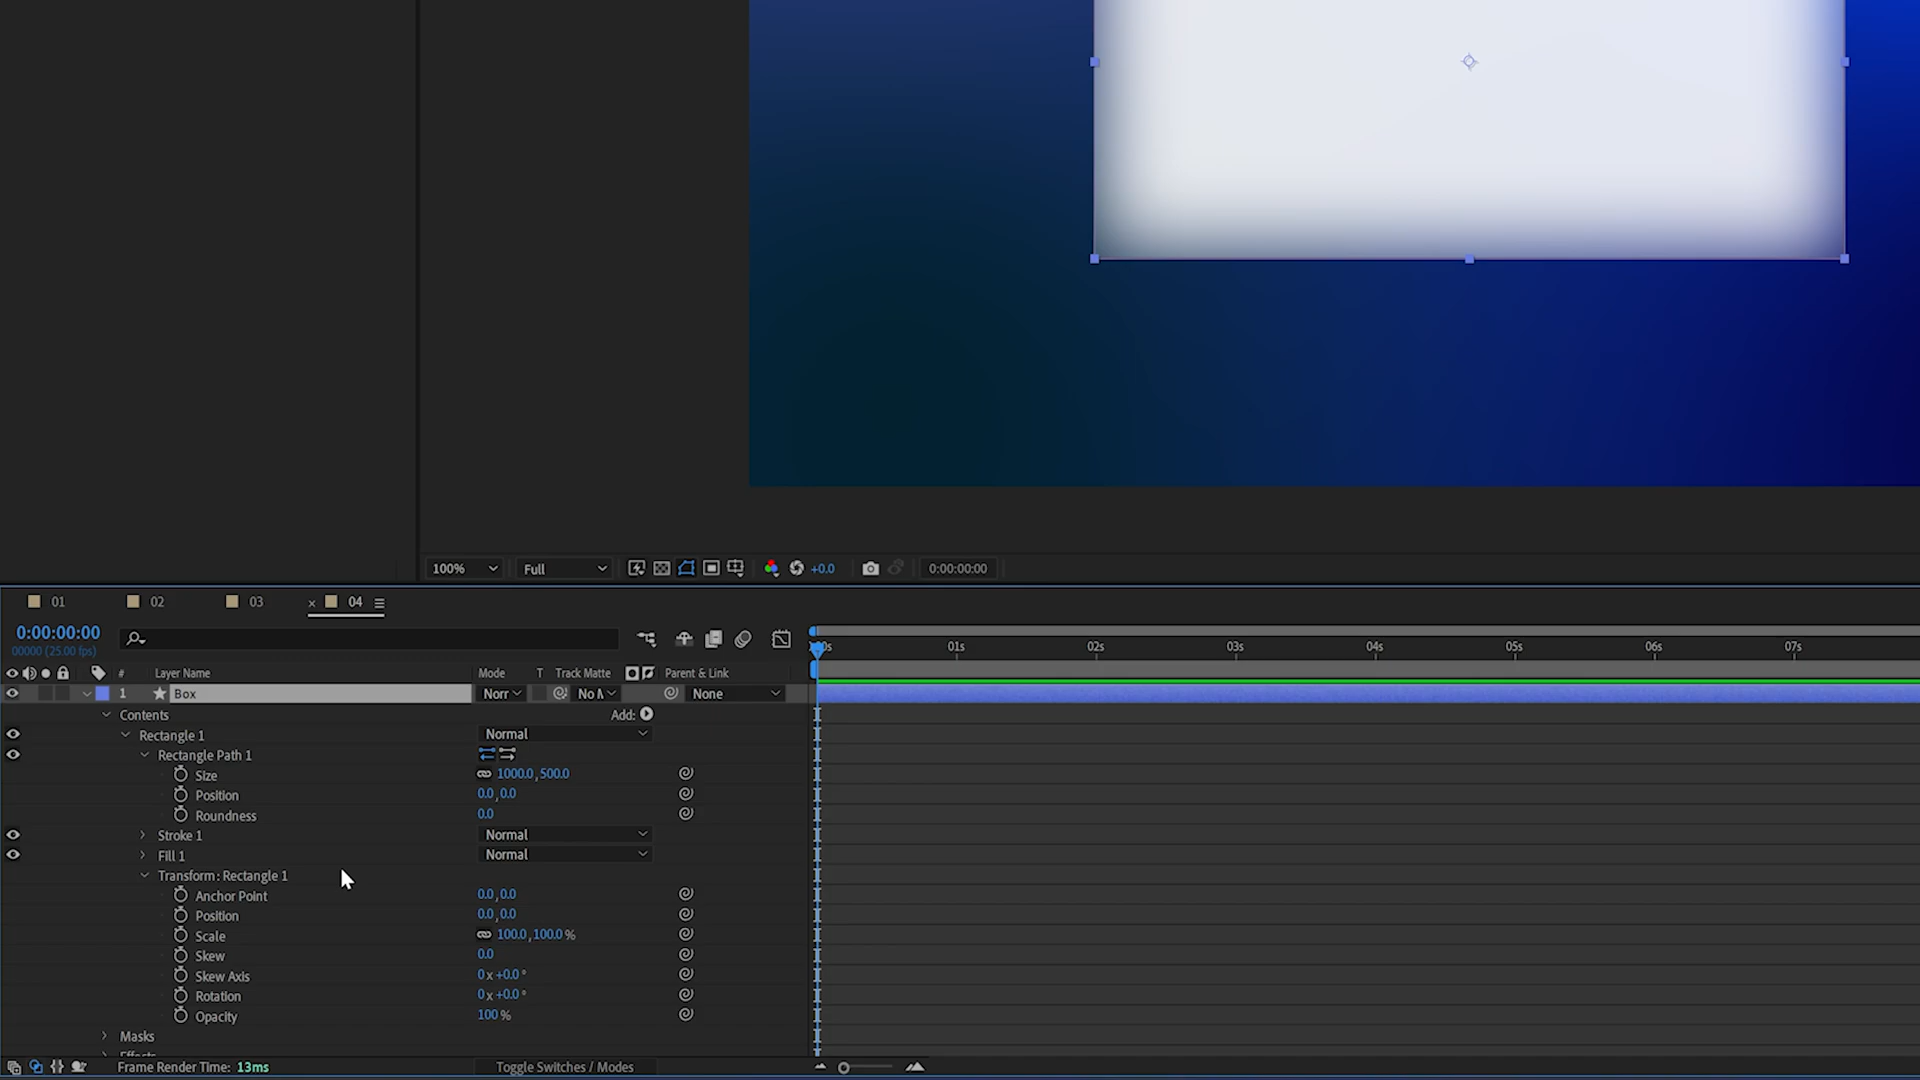 100%
Full
+0.0
0:00:00:00
01
02
03
04
0:00:00:00
00000 (25.00 fps)
01s
02s
03s
04s
05s
06s
07s
#
Layer Name
Mode
T
Track Matte
Parent & Link
1
Box
Norr
No M
None
Contents
Add:
Rectangle 1
Normal
Rectangle Path 1
Size
1000.0, 500.0
Position
0.0, 0.0
Roundness
0.0
Stroke 1
Normal
Fill 1
Normal
Transform: Rectangle 1
Anchor Point
0.0, 0.0
Position
0.0, 0.0
Scale
100.0, 100.0 %
Skew
0.0
Skew Axis
0 x +0.0 °
Rotation
0 x +0.0 °
Opacity
100 %
Masks
Effects
Frame Render Time: 13ms
Toggle Switches / Modes